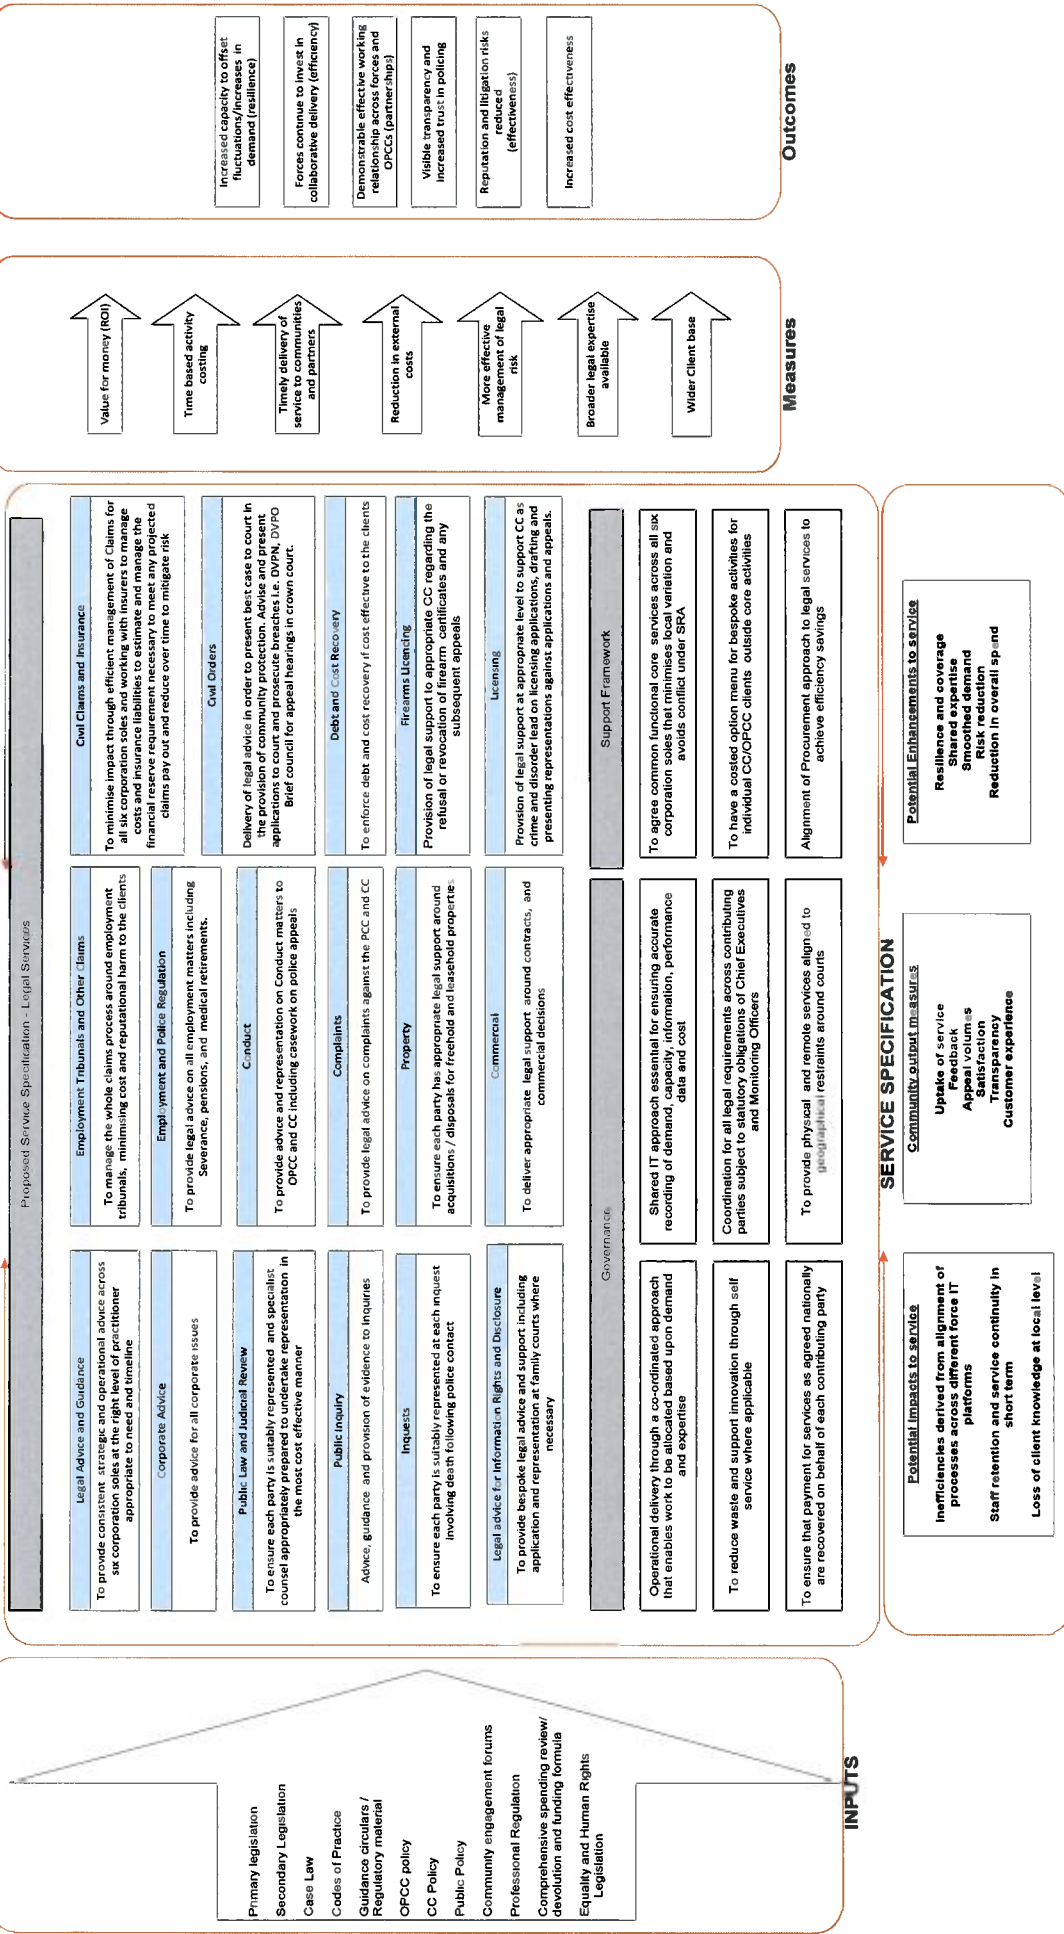 Proposed Service Specification - Legal Services
Legal Advice and Guidance
To provide consistent strategic and operational advice across
six corporation soles at the right level of practitioner
appropriate to need and timeline
Corporate Advice
To provide advice for all corporate issues
Public Law and Judicial Review
To ensure each party is suitably represented and specialist
counsel appropriately prepared to undertake representation in
the most cost effective manner
Public Inquiry
Advice, guidance and provision of evidence to Inquiries
Inquests
To ensure each party is suitably represented at each inquest
involving death following police contact
Legal advice for Information Rights and Disclosure
To provide bespoke legal advice and support including
application and representation at family courts where
necessary
Employment Tribunals and Other Claims
To manage the whole claims process around employment
tribunals, minimising cost and reputational harm to the clients
Employment and Police Regulation
To provide legal advice on all employment matters including
Severance, pensions, and medical retirements.
Conduct
To provide advice and representation on Conduct matters to
OPCC and CC including casework on police appeals
Complaints
To provide legal advice on complaints against the PCC and CC
Property
To ensure each party has appropriate legal support around
acquisitions / disposals for freehold and leasehold properties
Commercial
To deliver appropriate legal support around contracts, and
commercial decisions
Civil Claims and Insurance
To minimise impact through efficient management of Claims for
all six corporation soles and working with insurers to manage
costs and insurance liabilities to estimate and manage the
financial reserve requirement necessary to meet any projected
claims pay out and reduce over time to mitigate risk
Civil Orders
Delivery of legal advice in order to present best case to court in
the provision of community protection. Advise and present
applications to courts and prosecute breaches i.e. DVPN, DVPO
Brief council for appeal hearings in crown court.
Debt and Cost Recovery
To enforce debt and cost recovery if cost effective to the clients
Firearms Licencing
Provision of legal support to appropriate CC regarding the
refusal or revocation of firearm certificates and any
subsequent appeals
Licensing
Provision of legal support at appropriate level to support CC as
crime and disorder lead on licensing applications, drafting and
presenting representations against applications and appeals.
Governance
Operational delivery through a co-ordinated approach
that enables work to be allocated based upon demand
and expertise
To reduce waste and support innovation through self
service where applicable
To ensure that payment for services as agreed nationally
are recovered on behalf of each contributing party
Shared IT approach essential for ensuring accurate
recording of demand, capacity, information, performance
data and cost
Coordination for all legal requirements across contributing
parties subject to statutory obligations of Chief Executives
and Monitoring Officers
To provide physical and remote services aligned to
geographical restraints around courts
Support Framework
To agree common functional core services across all six
corporation soles that minimises local variation and
avoids conflict under SRA
To have a costed option menu for bespoke activities for
individual CC/OPCC clients outside core activities
Alignment of Procurement approach to legal services to
achieve efficiency savings
SERVICE SPECIFICATION
Potential Impacts to service
Inefficiencies derived from alignment of
processes across different force IT
platforms
Staff retention and service continuity in
short term
Loss of client knowledge at local level
Community output measures
Uptake of service
Feedback
Appeal volumes
Satisfaction
Transparency
Customer experience
Potential Enhancements to service
Resilience and coverage
Shared expertise
Smoothed demand
Risk reduction
Reduction in overall spend
Primary legislation
Secondary Legislation
Case Law
Codes of Practice
Guidance circulars /
Regulatory material
OPCC policy
CC Policy
Public Policy
Community engagement forums
Professional Regulation
Comprehensive spending review/
devolution and funding formula
Equality and Human Rights
Legislation
INPUTS
Value for money (ROI)
Time based activity
costing
Timely delivery of
service to communities
and partners
Reduction in external
costs
More effective
management of legal
risk
Broader legal expertise
available
Wider Client base
Measures
Increased capacity to offset
fluctuations/increases in
demand (resilience)
Forces continue to invest in
collaborative delivery (efficiency)
Demonstrable effective working
relationship across forces and
OPCCs (partnerships)
Visible transparency and
increased trust in policing
Reputation and litigation risks
reduced
(effectiveness)
Increased cost effectiveness
Outcomes